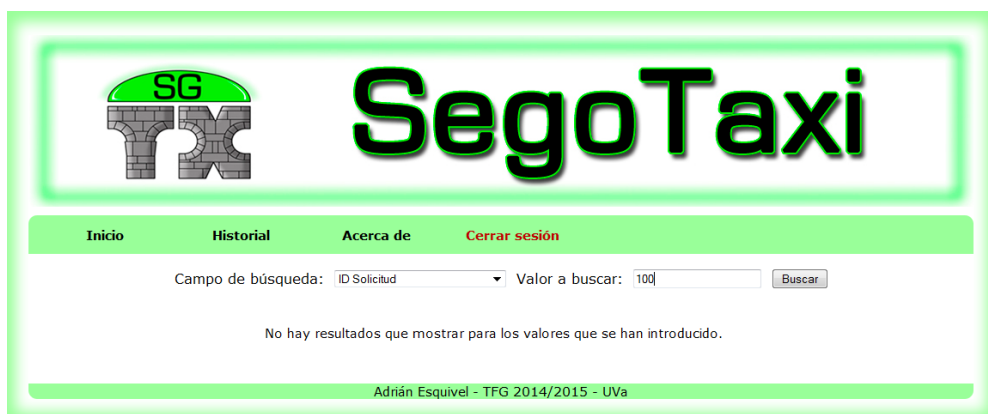 SG
TX
SegoTaxi
Inicio Historial Acerca de Cerrar sesión
Campo de búsqueda: ID Solicitud Valor a buscar: 100 Buscar
No hay resultados que mostrar para los valores que se han introducido.
Adrián Esquivel - TFG 2014/2015 - UVa